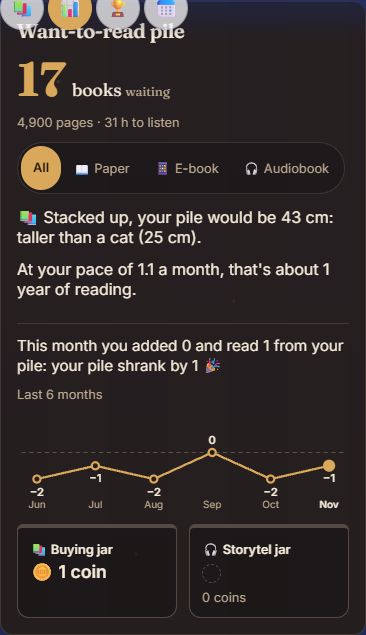 Want-to-read pile
17 books waiting
4,900 pages · 31 h to listen
All Paper E-book Audiobook
Stacked up, your pile would be 43 cm:
taller than a cat (25 cm).
At your pace of 1.1 a month, that's about 1
year of reading.
This month you added 0 and read 1 from your
pile: your pile shrank by 1
Last 6 months
0
−2 −1 −2 −2 −1
Jun Jul Aug Sep Oct Nov
Buying jar
1 coin
Storytel jar
0 coins